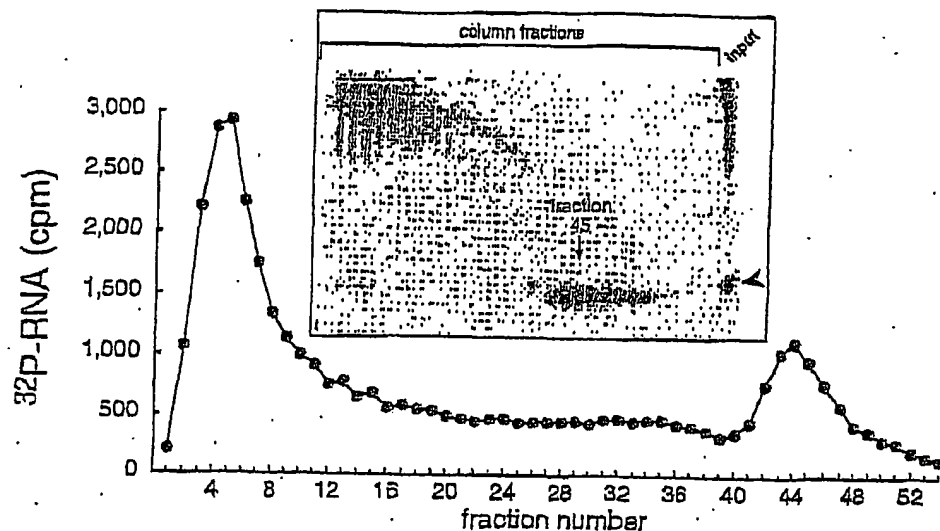 column fractions
input
fraction
45
3,000
2,500
2,000
1,500
1,000
500
0
32P-RNA (cpm)
4 8 12 16 20 24 28 32 36 40 44 48 52
fraction number